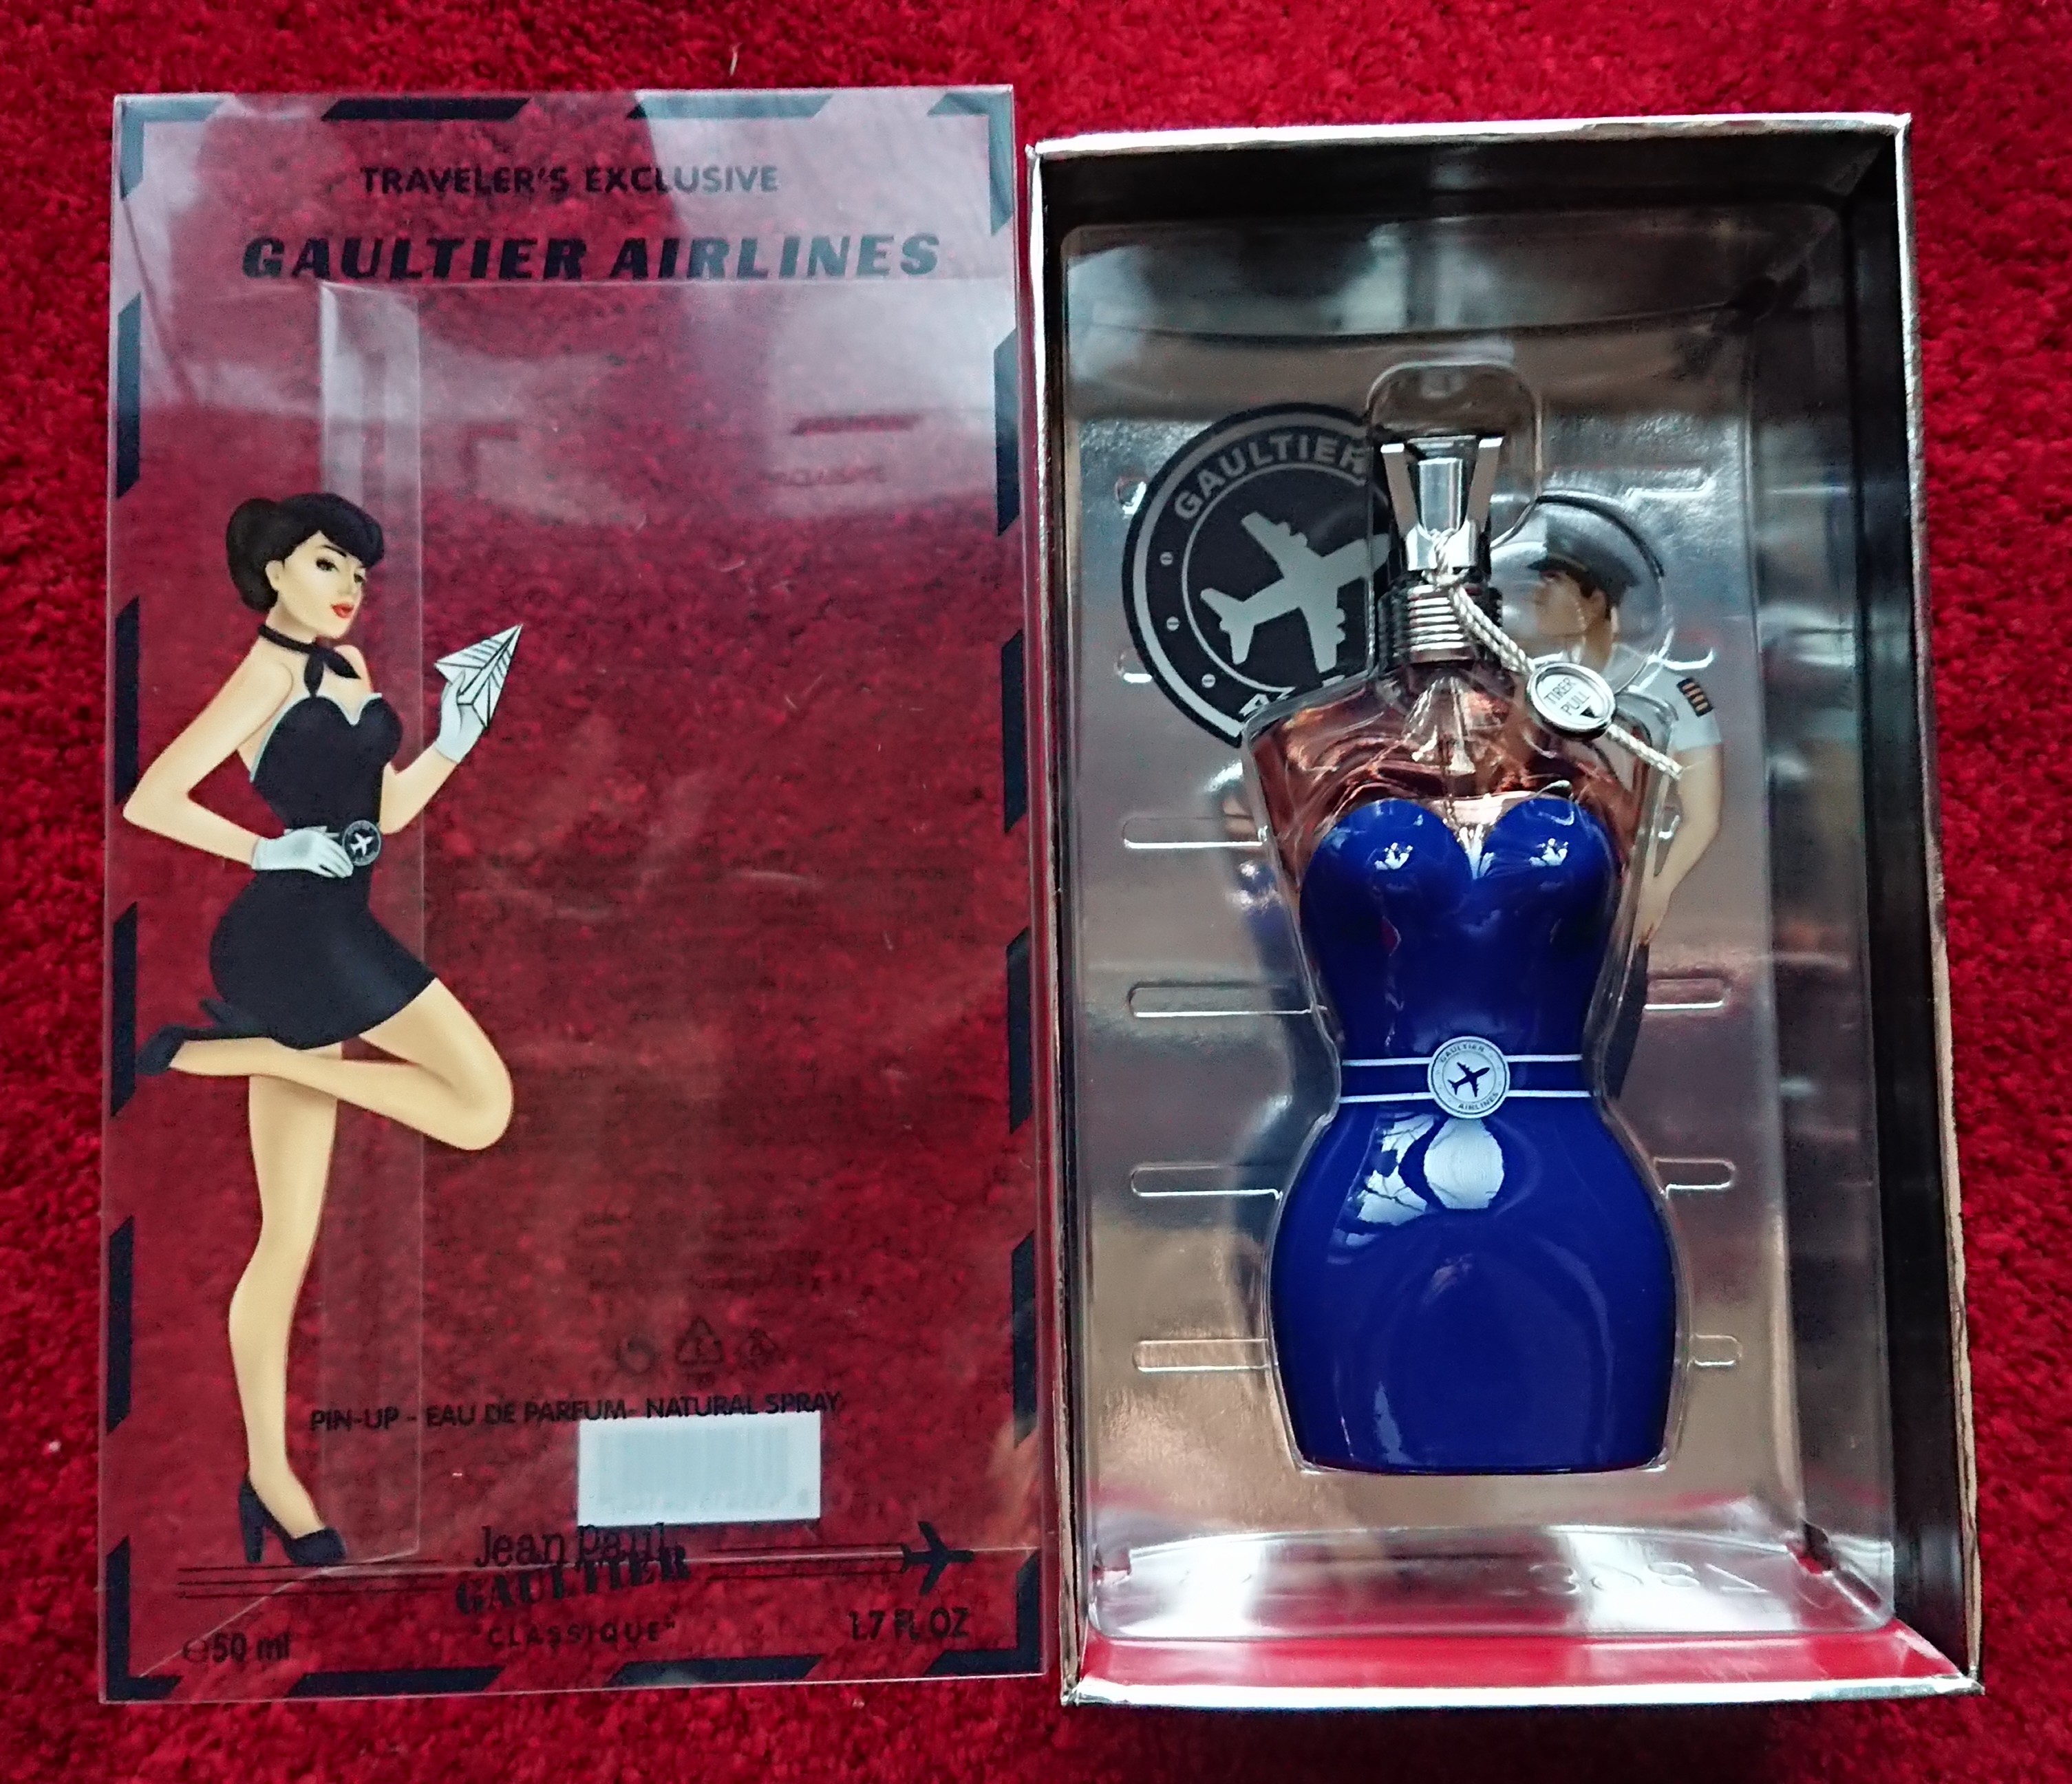 TRAVELER'S EXCLUSIVE
GAULTIER AIRLINES
PIN-UP - EAU DE PARFUM - NATURAL SPRAY
Jean Paul
GAULTIER
"CLASSIQUE"
℮50 ml
1.7 FL OZ
GAULTIER
TIRER
PULL
GAULTIER
AIRLINES